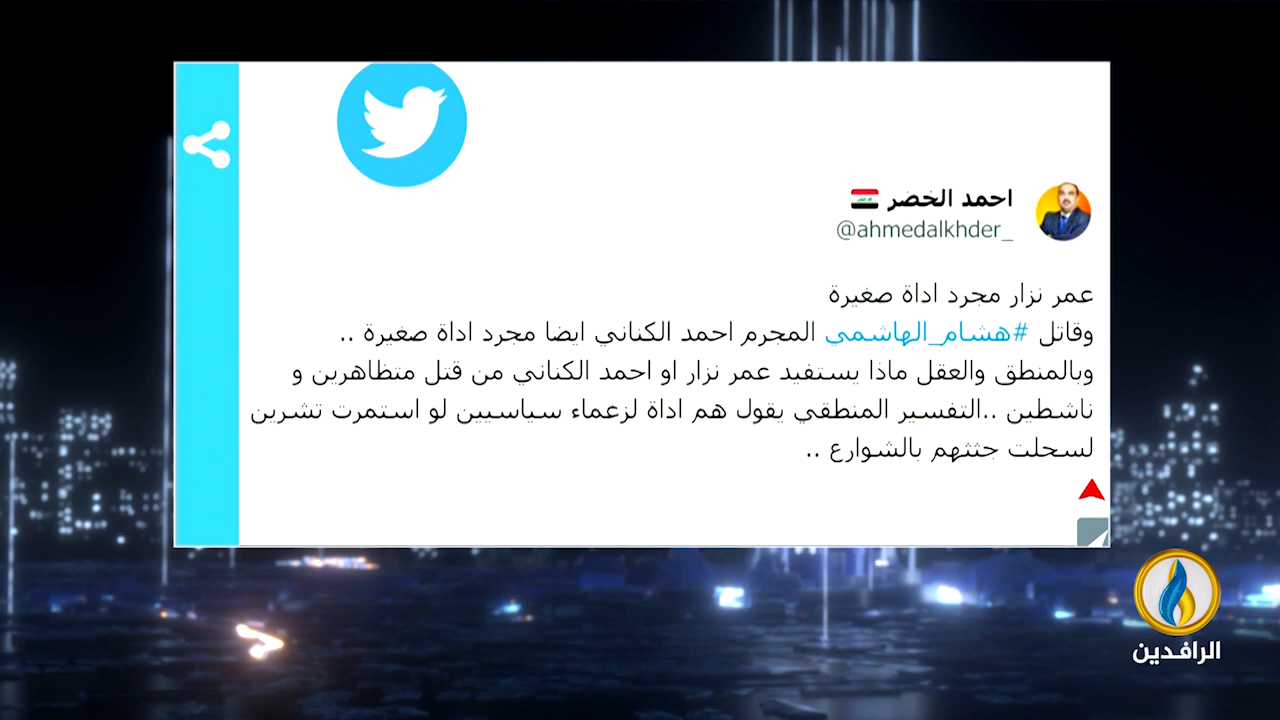 احمد الخضر
@ahmedalkhder_
عمر نزار مجرد اداة صغيرة
وقاتل #هشام_الهاشمي المجرم احمد الكناني ايضا مجرد اداة صغيرة ..
وبالمنطق والعقل ماذا يستفيد عمر نزار او احمد الكناني من قتل متظاهرين و
ناشطين ..التفسير المنطقي يقول هم اداة لزعماء سياسيين لو استمرت تشرين
لسحلت جثثهم بالشوارع ..
الرافدين